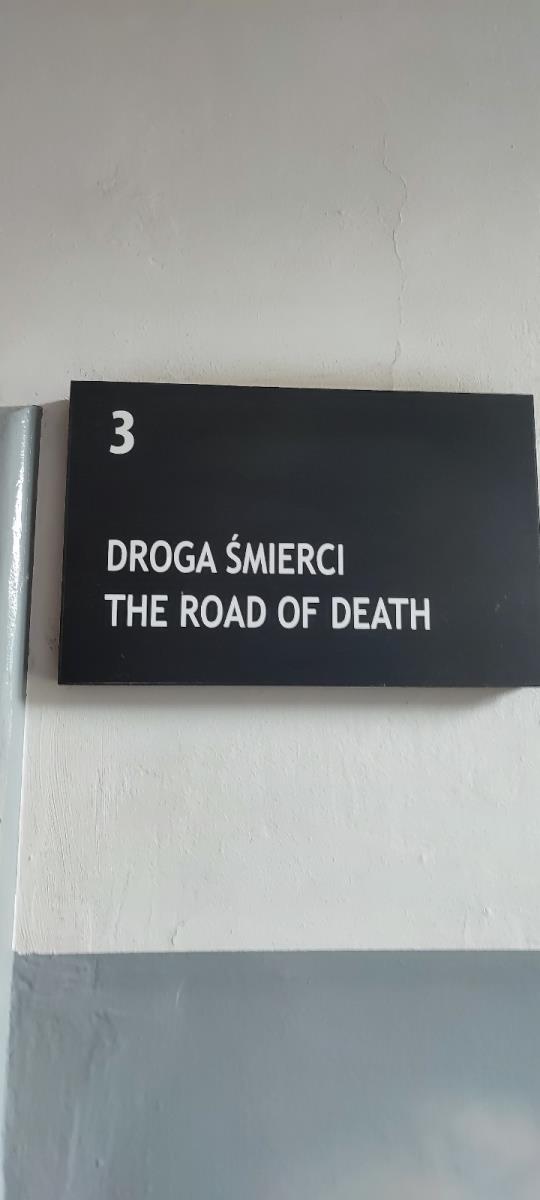 3
DROGA ŚMIERCI
THE ROAD OF DEATH